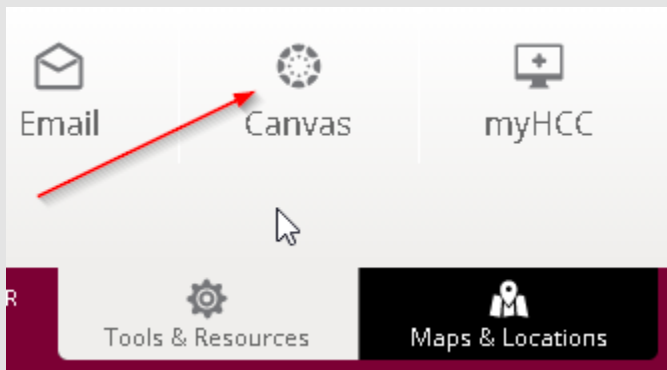 Email
Canvas
myHCC
R
Tools & Resources
Maps & Locations